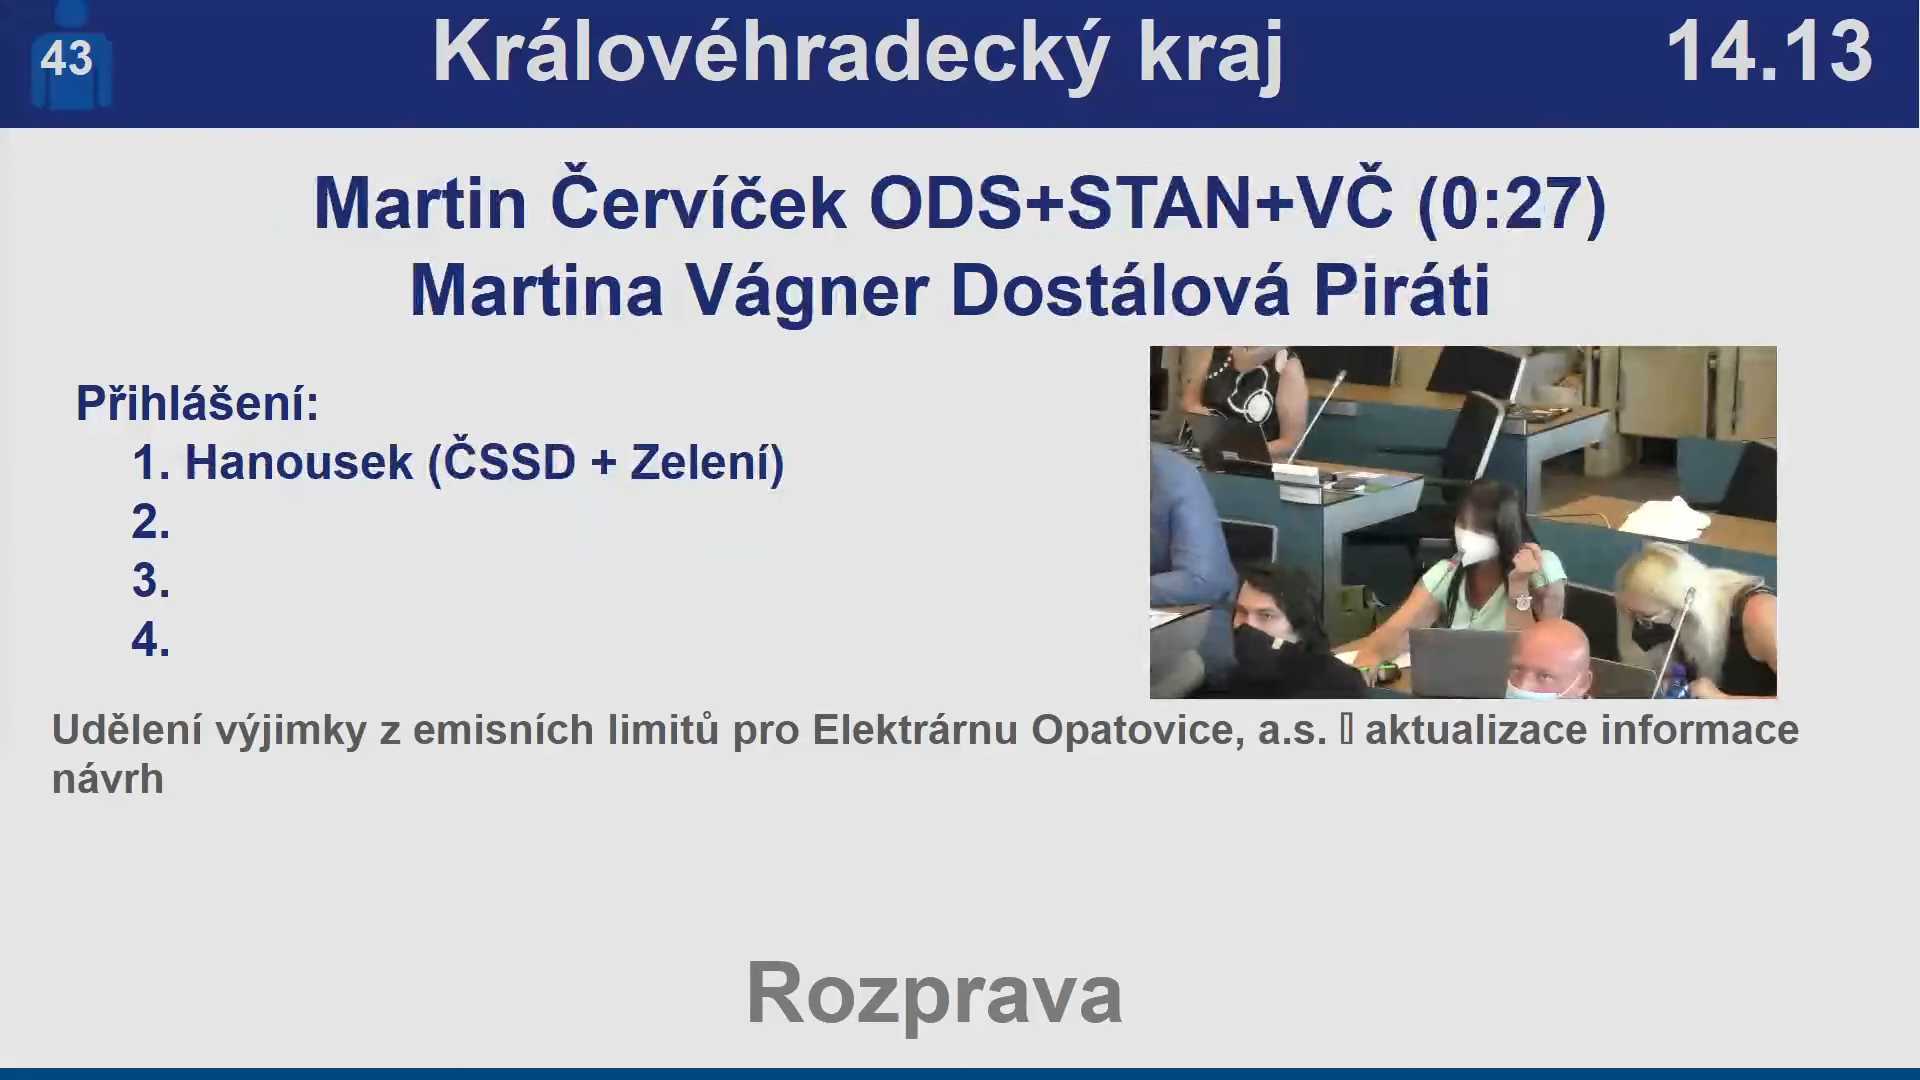 43
Královéhradecký kraj
14.13
Martin Červíček ODS+STAN+VČ (0:27)
Martina Vágner Dostálová Piráti
Přihlášení:
1. Hanousek (ČSSD + Zelení)
2.
3.
4.
Udělení výjimky z emisních limitů pro Elektrárnu Opatovice, a.s. ▯ aktualizace informace
návrh
Rozprava